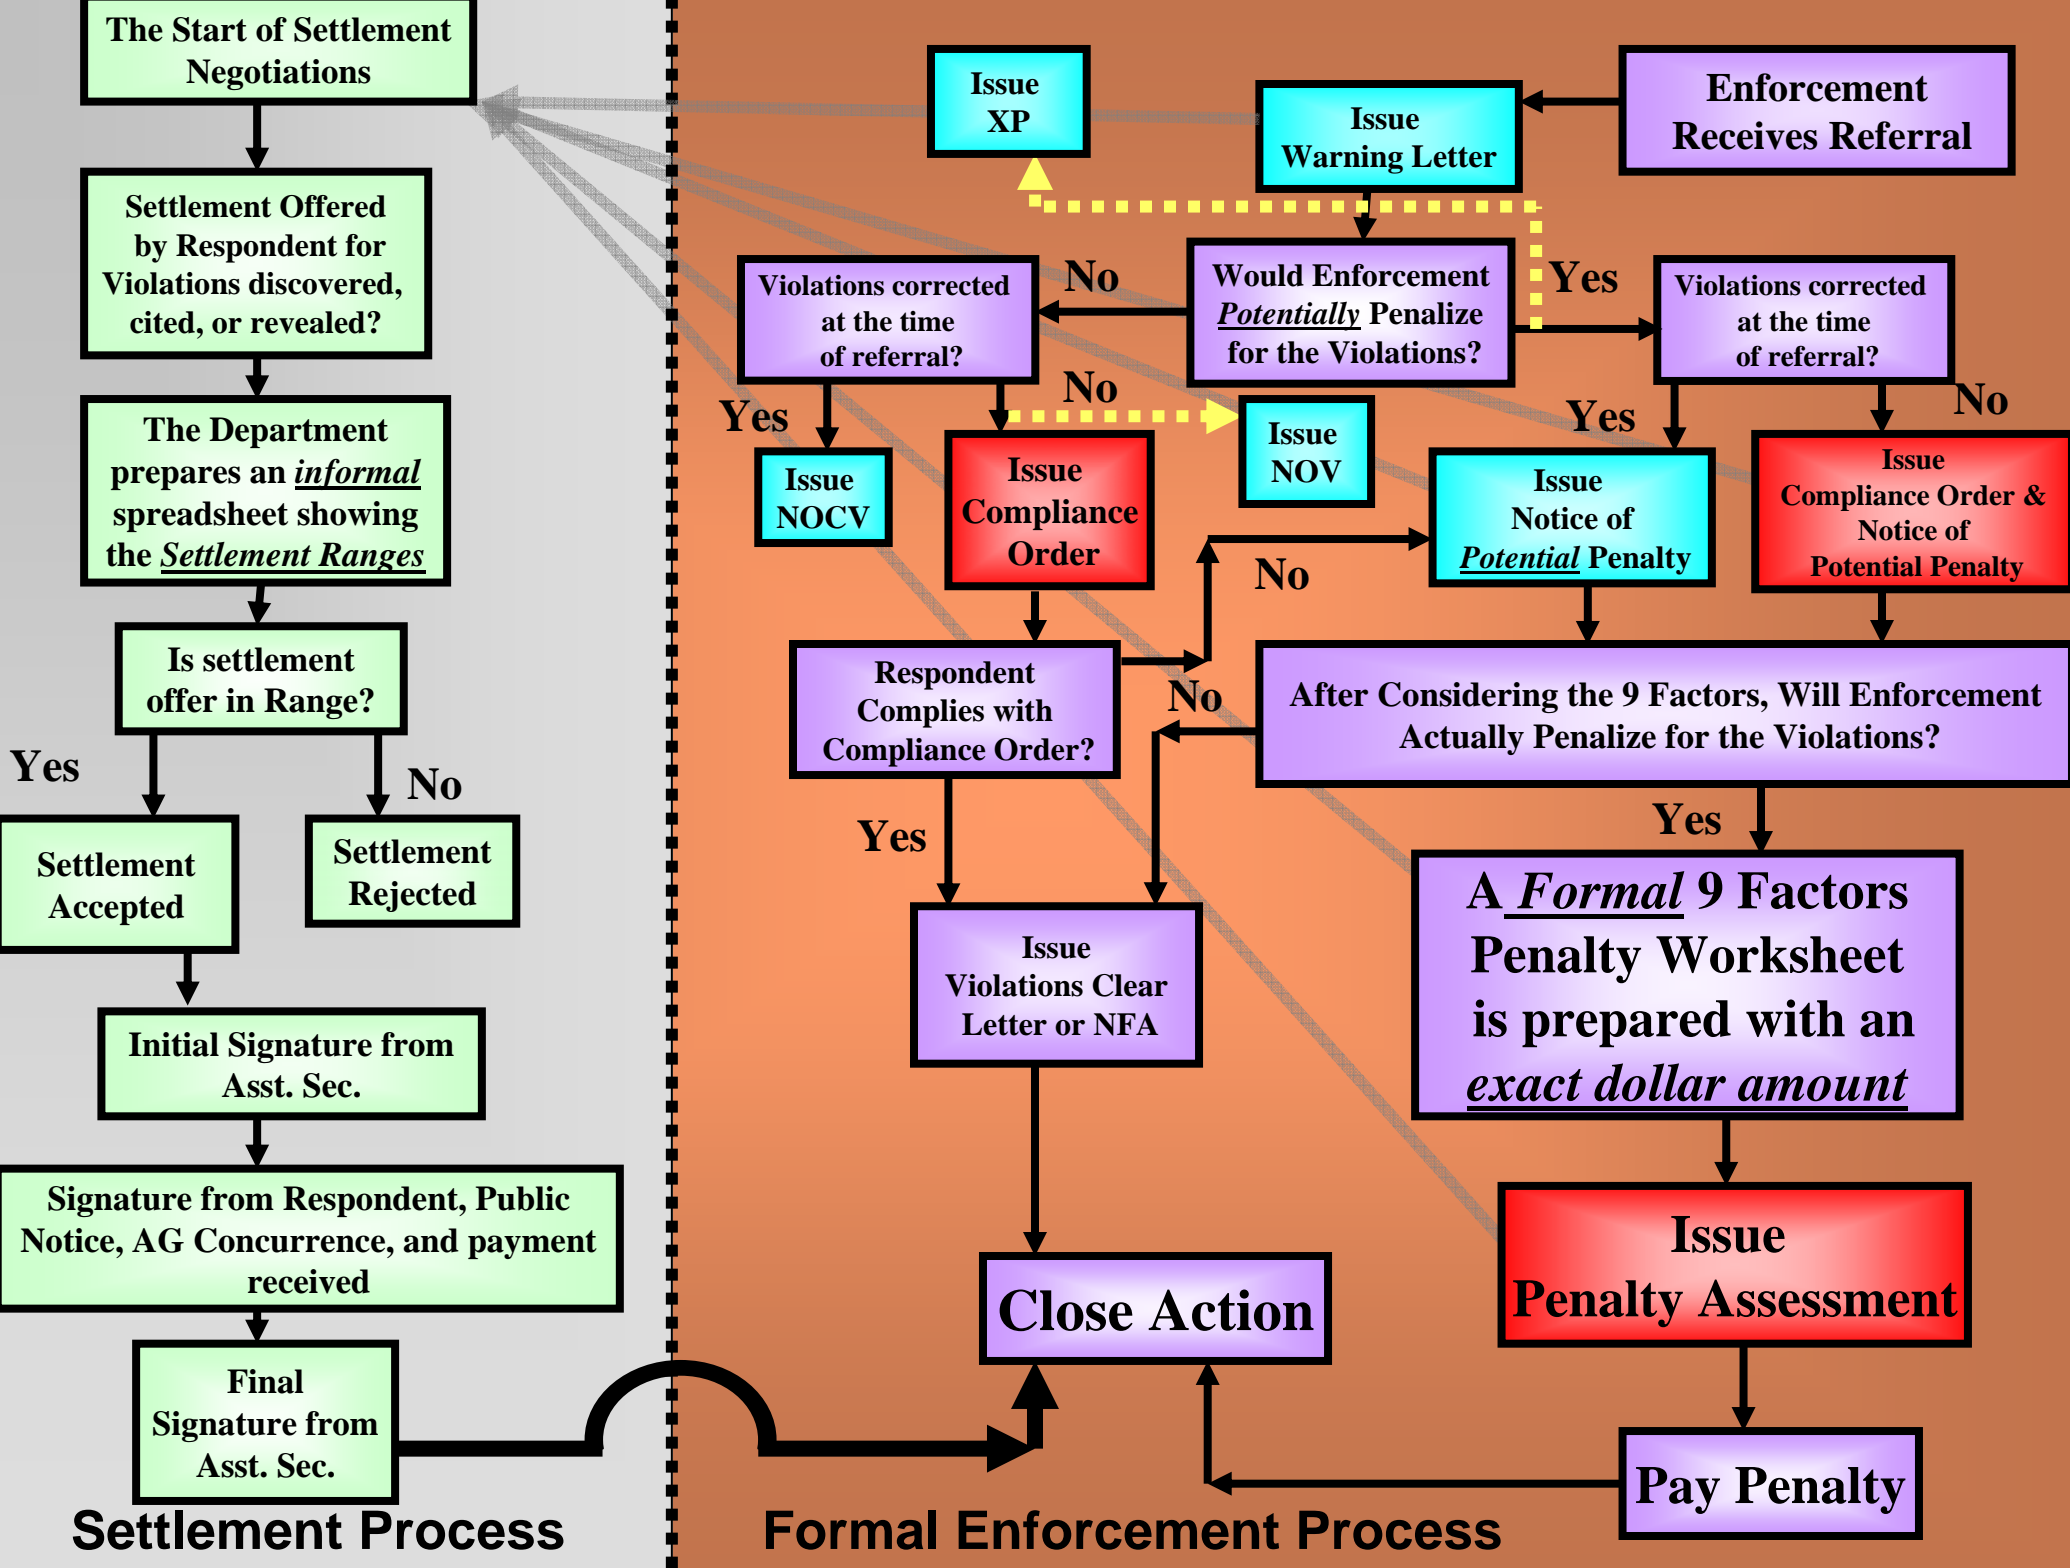 The Start of Settlement
Negotiations
Settlement Offered
by Respondent for
Violations discovered,
cited, or revealed?
The Department
prepares an informal
spreadsheet showing
the Settlement Ranges
Is settlement
offer in Range?
Yes
No
Settlement
Accepted
Settlement
Rejected
Initial Signature from
Asst. Sec.
Signature from Respondent, Public
Notice, AG Concurrence, and payment
received
Final
Signature from
Asst. Sec.
Settlement Process
Enforcement
Receives Referral
Issue
Warning Letter
Issue
XP
Would Enforcement
Potentially Penalize
for the Violations?
No
Yes
Violations corrected
at the time
of referral?
Yes
No
Issue
NOCV
Issue
Compliance
Order
Issue
NOV
Violations corrected
at the time
of referral?
Yes
No
Issue
Notice of
Potential Penalty
Issue
Compliance Order &
Notice of
Potential Penalty
Respondent
Complies with
Compliance Order?
No
Yes
After Considering the 9 Factors, Will Enforcement
Actually Penalize for the Violations?
No
Yes
Issue
Violations Clear
Letter or NFA
A Formal 9 Factors
Penalty Worksheet
is prepared with an
exact dollar amount
Issue
Penalty Assessment
Close Action
Pay Penalty
Formal Enforcement Process